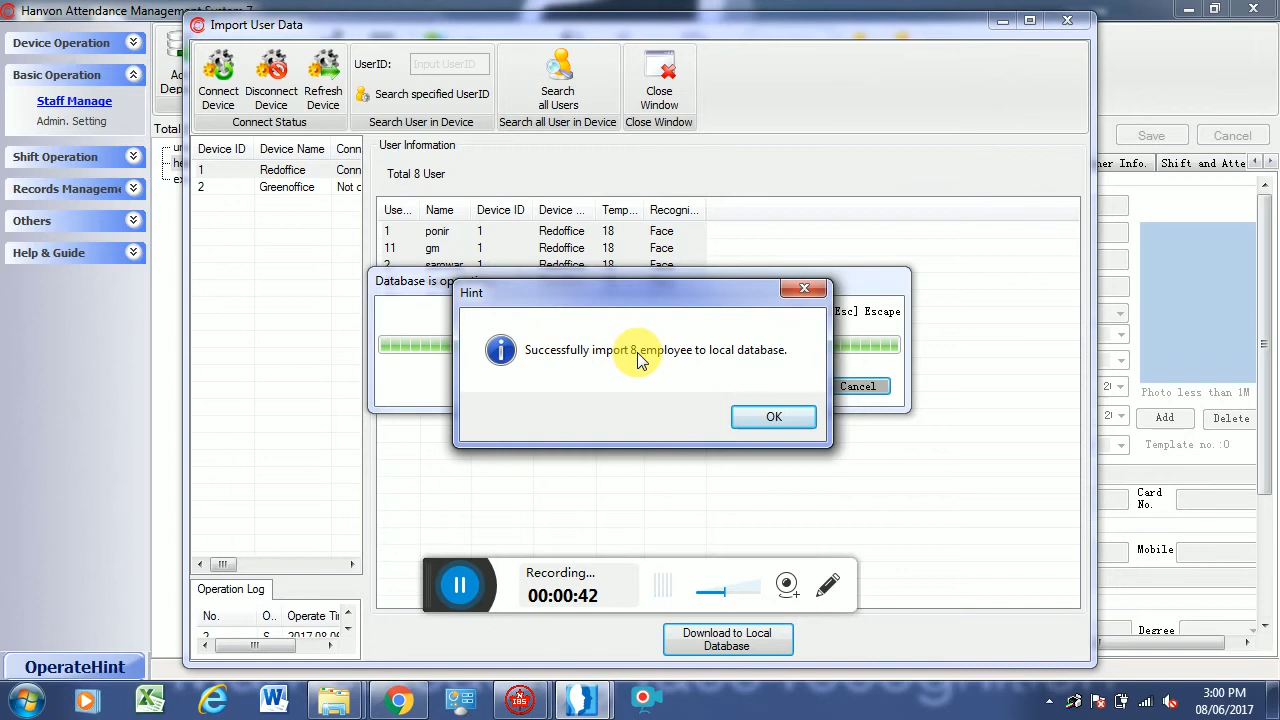 Hanvon Attendance Management System 7
Import User Data
Device Operation
Basic Operation
Staff Manage
Admin. Setting
Shift Operation
Records Managem
Others
Help & Guide
OperateHint
Total
Connect Device
Disconnect Device
Refresh Device
Connect Status
UserID:
Input UserID
Search specified UserID
Search User in Device
Search all Users
Search all User in Device
Close Window
Close Window
Device ID Device Name Conn
1 Redoffice Conn
2 Greenoffice Not c
User Information
Total 8 User
Use... Name Device ID Device ... Temp... Recogni...
1 ponir 1 Redoffice 18 Face
11 gm 1 Redoffice 18 Face
2 sarowar 1 Redoffice 18 Face
Database is op
Esc] Escape
Cancel
Hint
Successfully import 8 employee to local database.
OK
Recording...
00:00:42
Operation Log
No. O.. Operate Tir
2 S 2017 08 06
Download to Local Database
Save
Cancel
ner Info.
Shift and Atte
Photo less than 1M
Add
Delete
Template no.:0
Card No.
Mobile
Degree
3:00 PM
08/06/2017